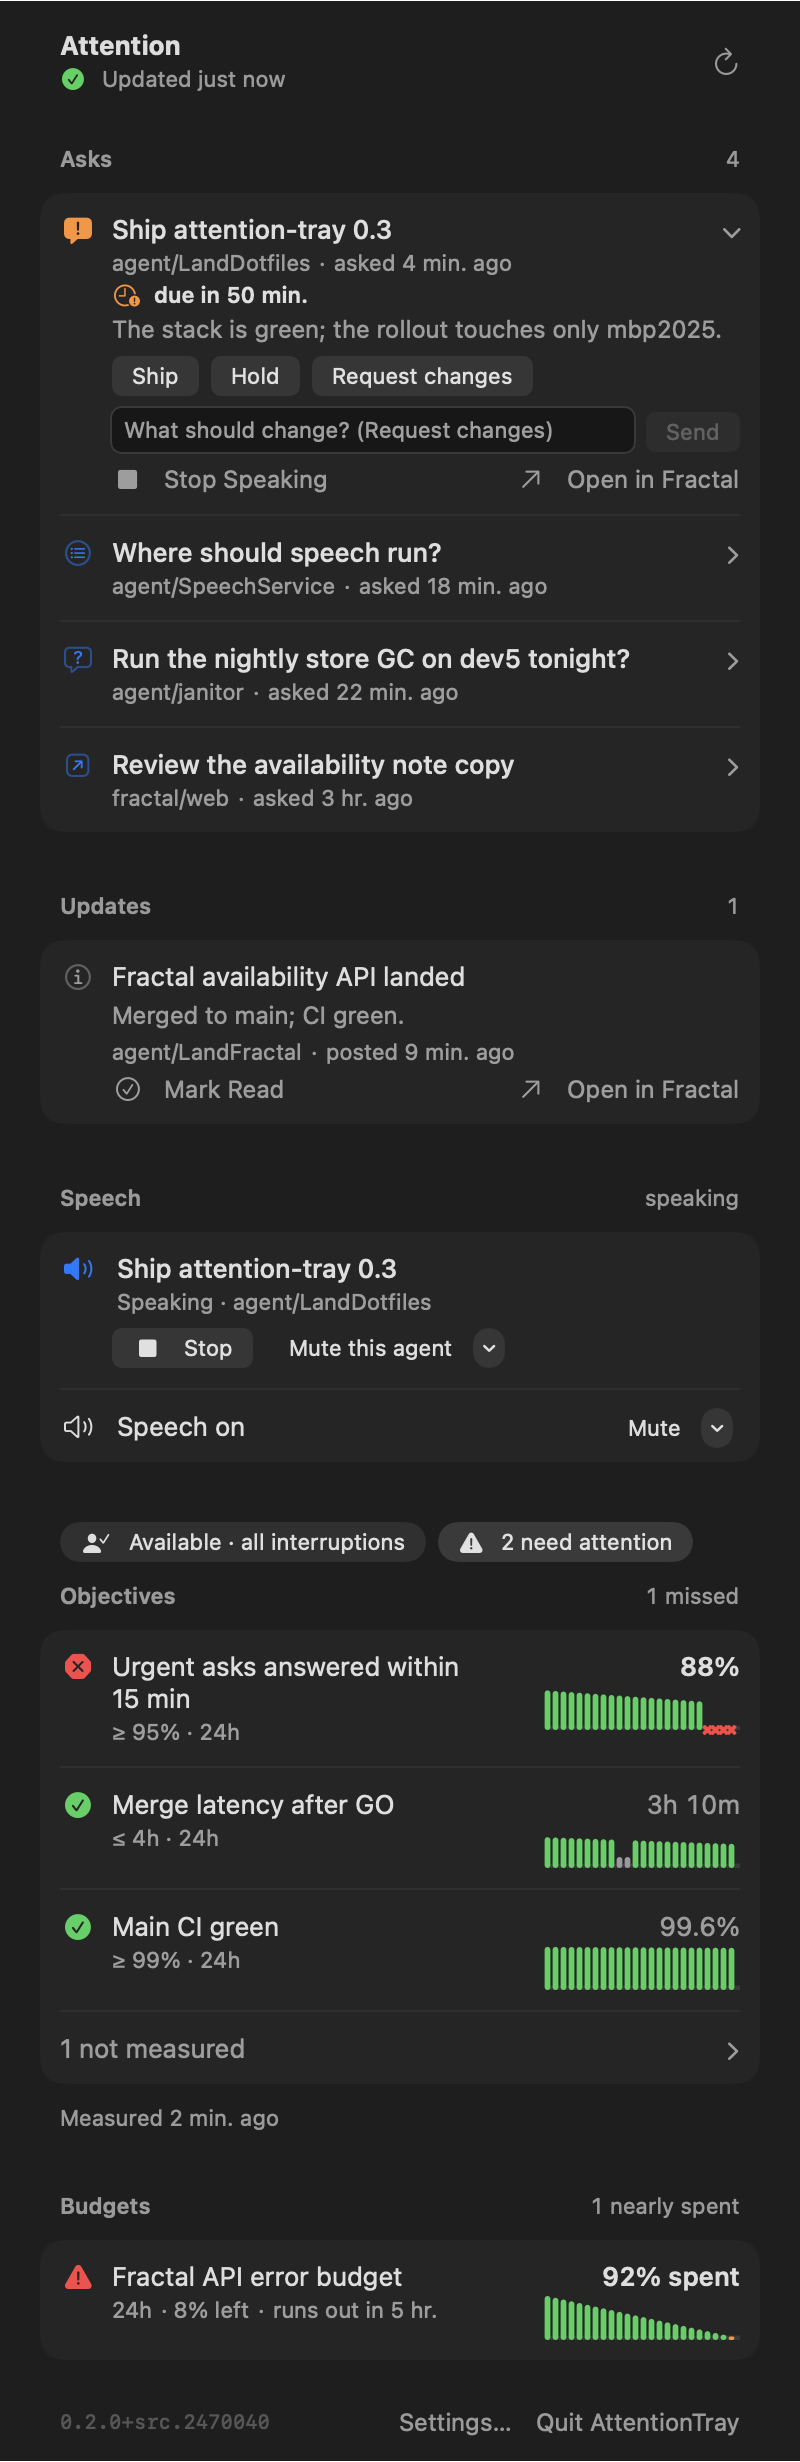 Attention
Updated just now
Asks 4
Ship attention-tray 0.3
agent/LandDotfiles · asked 4 min. ago
due in 50 min.
The stack is green; the rollout touches only mbp2025.
Ship Hold Request changes
What should change? (Request changes) Send
Stop Speaking Open in Fractal
Where should speech run?
agent/SpeechService · asked 18 min. ago
Run the nightly store GC on dev5 tonight?
agent/janitor · asked 22 min. ago
Review the availability note copy
fractal/web · asked 3 hr. ago
Updates 1
Fractal availability API landed
Merged to main; CI green.
agent/LandFractal · posted 9 min. ago
Mark Read Open in Fractal
Speech speaking
Ship attention-tray 0.3
Speaking · agent/LandDotfiles
Stop Mute this agent
Speech on Mute
Available · all interruptions 2 need attention
Objectives 1 missed
Urgent asks answered within 88%
15 min
≥ 95% · 24h
Merge latency after GO 3h 10m
≤ 4h · 24h
Main CI green 99.6%
≥ 99% · 24h
1 not measured
Measured 2 min. ago
Budgets 1 nearly spent
Fractal API error budget 92% spent
24h · 8% left · runs out in 5 hr.
0.2.0+src.2470040 Settings... Quit AttentionTray